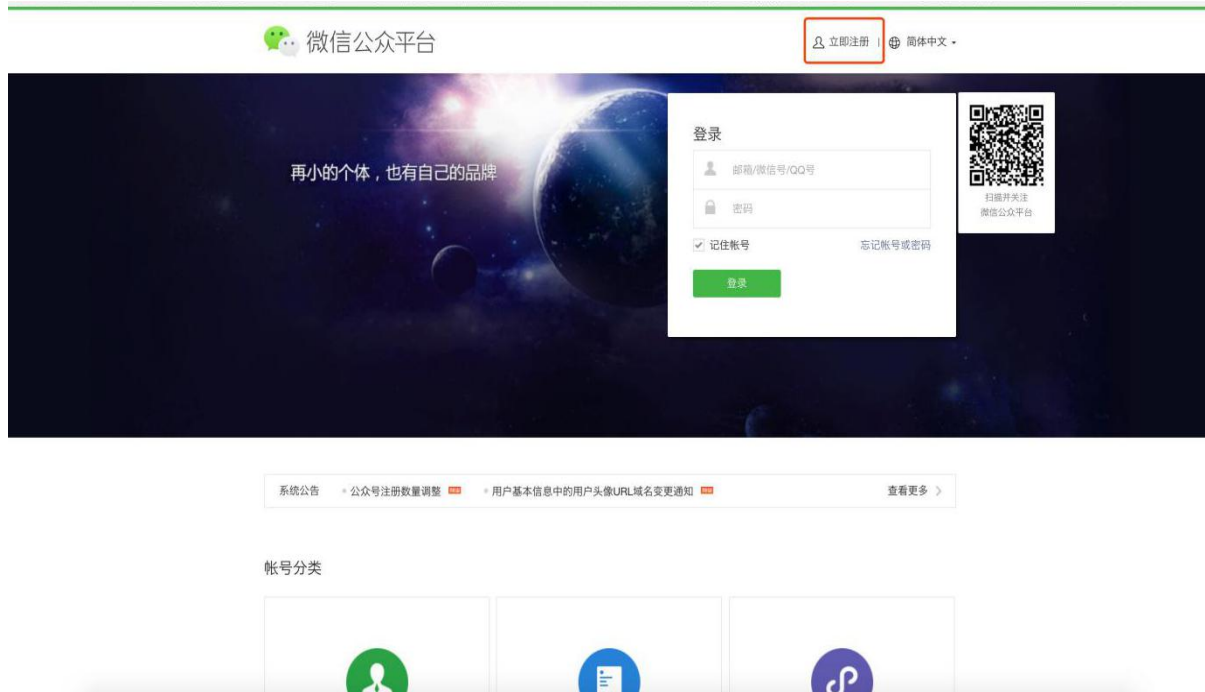 微信公众平台
立即注册 | 简体中文
再小的个体，也有自己的品牌
登录
邮箱/微信号/QQ号
密码
记住帐号 忘记帐号或密码
登录
扫描并关注
微信公众平台
系统公告 公众号注册数量调整 用户基本信息中的用户头像URL域名变更通知 查看更多
帐号分类